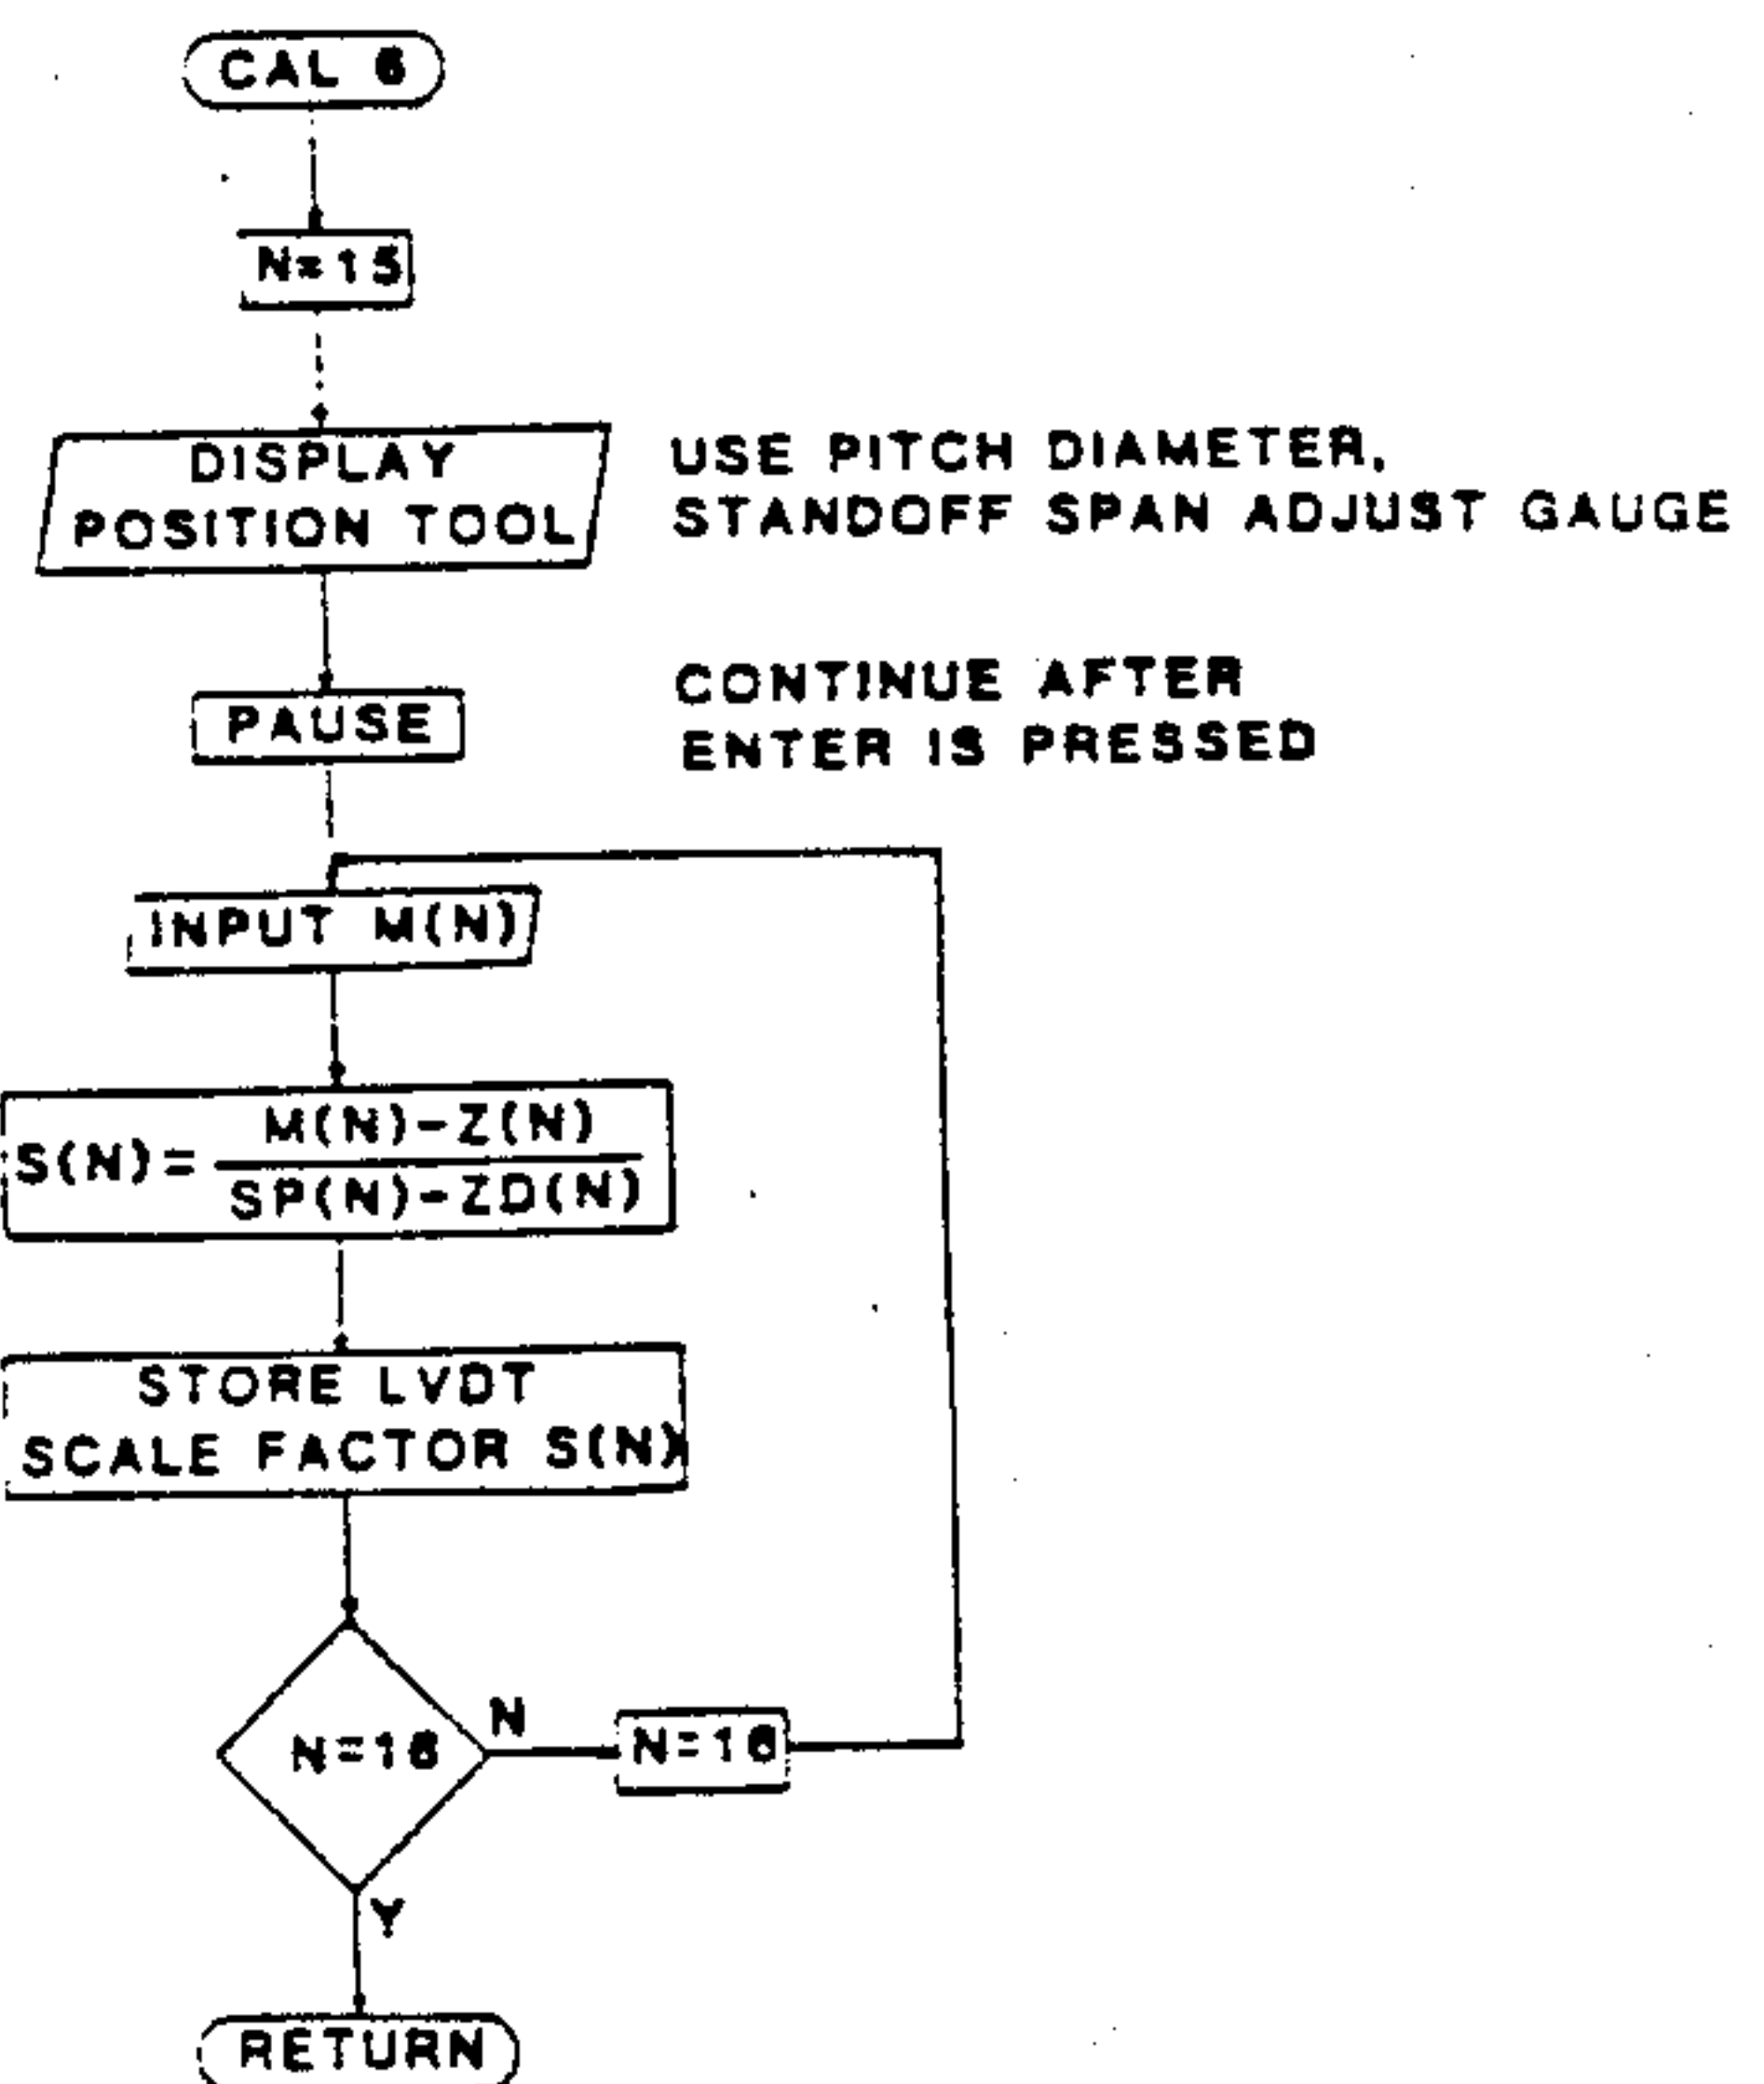 CAL 6
N=15
DISPLAY
POSITION TOOL
USE PITCH DIAMETER,
STANDOFF SPAN ADJUST GAUGE
PAUSE
CONTINUE AFTER
ENTER IS PRESSED
INPUT M(N)
M(N)-Z(N)
S(N)=
SP(N)-ZD(N)
STORE LVDT
SCALE FACTOR S(N)
N=16
N
N=16
Y
RETURN